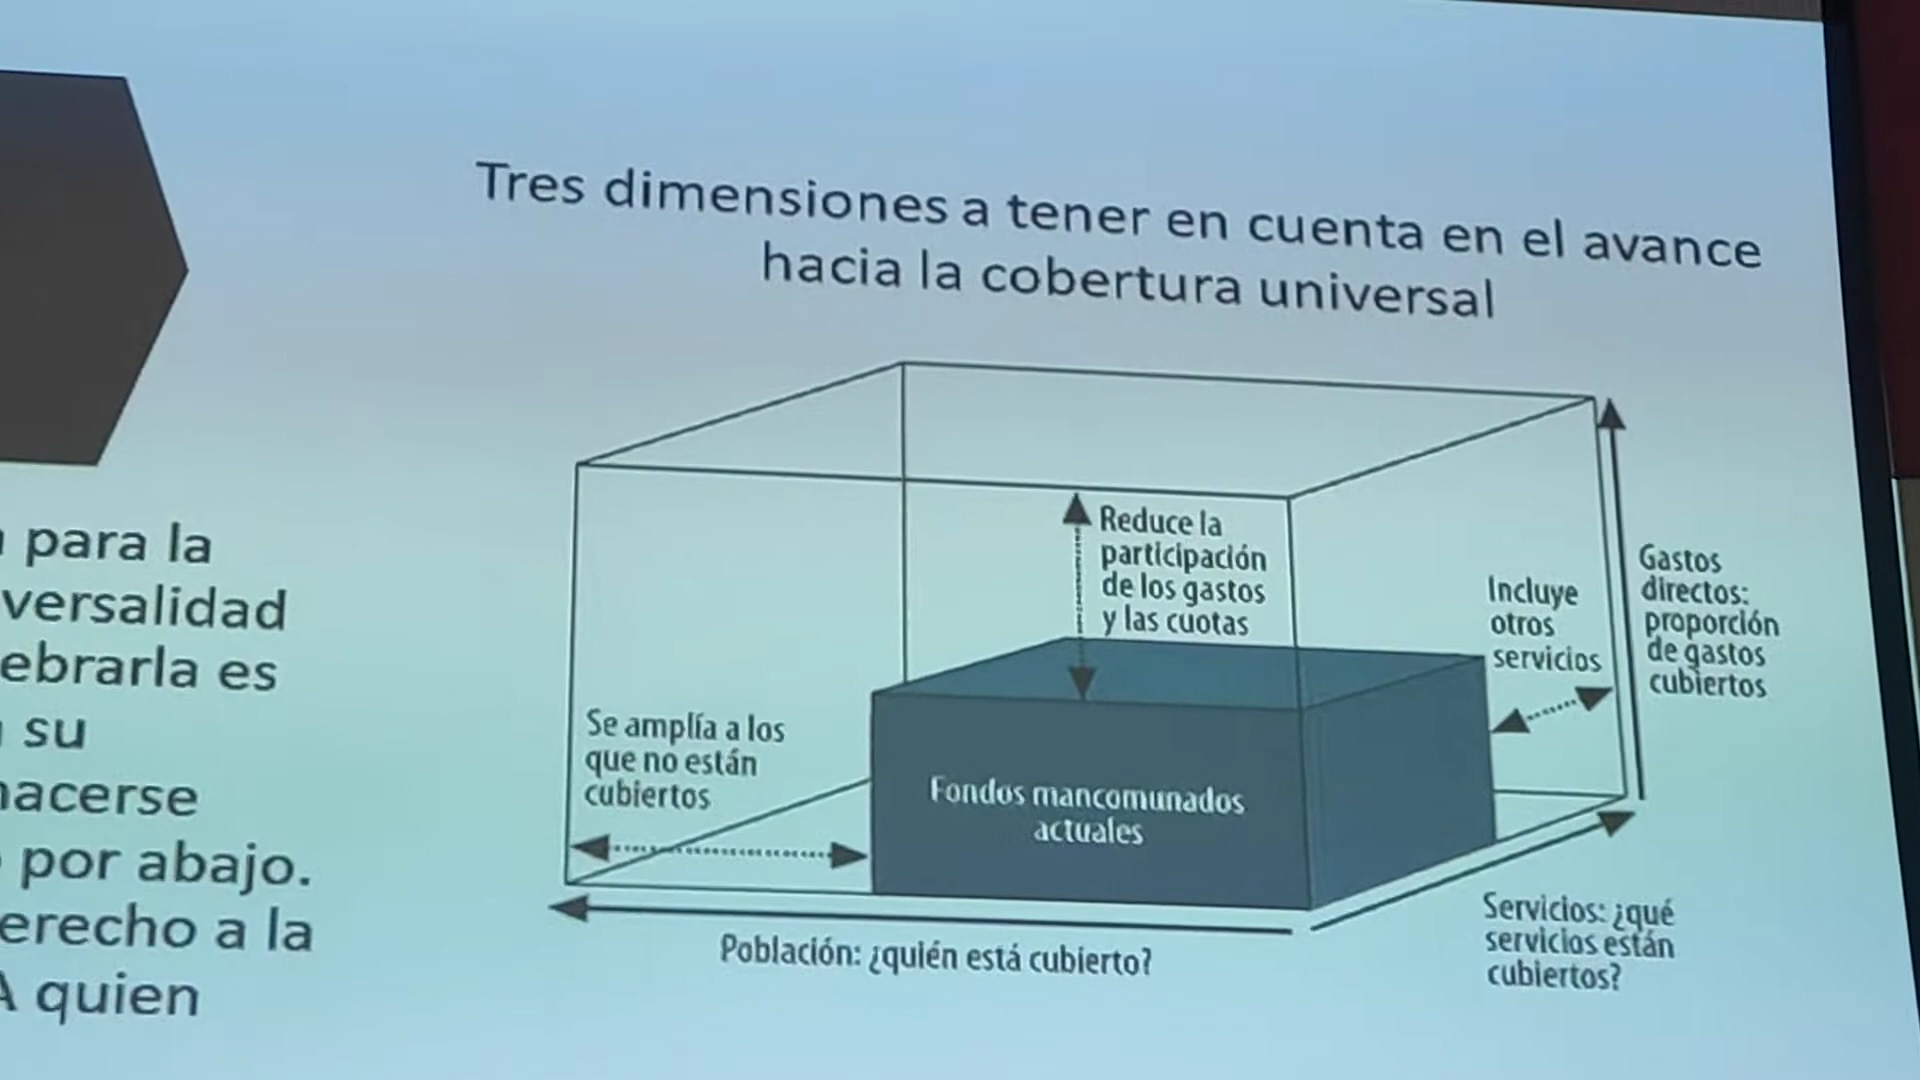 Tres dimensiones a tener en cuenta en el avance
hacia la cobertura universal
Reduce la
participación
de los gastos
y las cuotas
Incluye
otros
servicios
Gastos
directos:
proporción
de gastos
cubiertos
Se amplía a los
que no están
cubiertos
Fondos mancomunados
actuales
Población: ¿quién está cubierto?
Servicios: ¿qué
servicios están
cubiertos?
para la
versalidad
ebrarla es
su
hacerse
por abajo.
erecho a la
A quien